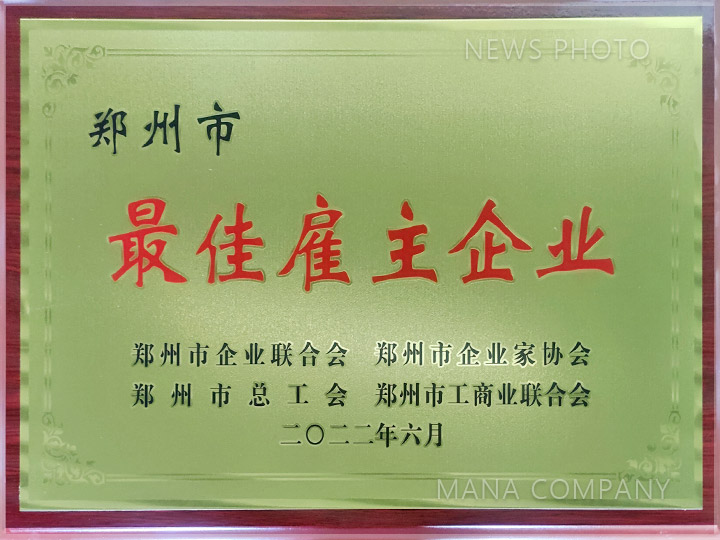 NEWS PHOTO
郑州市
最佳雇主企业
郑州市企业联合会 郑州市企业家协会
郑州市总工会 郑州市工商业联合会
二〇二二年六月
MANA COMPANY